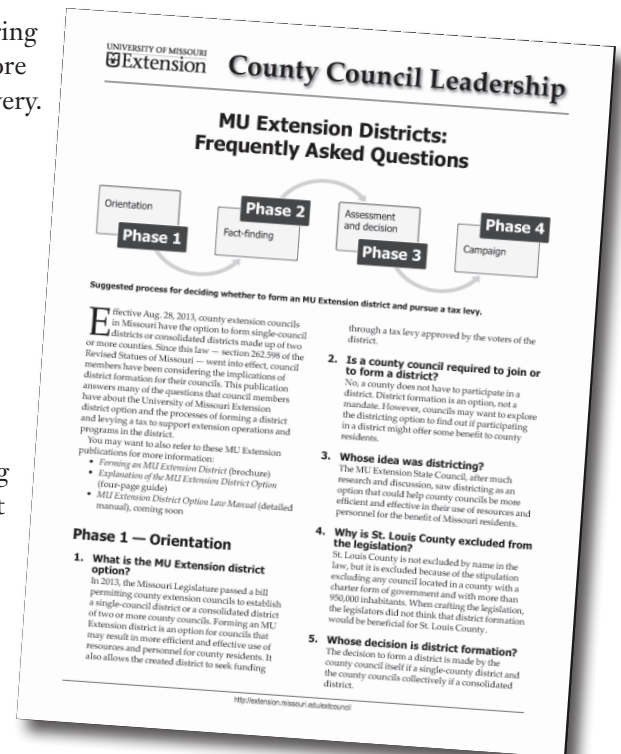 ring
ore
very.
g
t
UNIVERSITY OF MISSOURI
Extension
County Council Leadership
MU Extension Districts:
Frequently Asked Questions
Orientation
Phase 1
Phase 2
Fact-finding
Assessment
and decision
Phase 3
Phase 4
Campaign
Suggested process for deciding whether to form an MU Extension district and pursue a tax levy.
Effective Aug. 28, 2013, county extension councils
in Missouri have the option to form single-council
districts or consolidated districts made up of two
or more counties. Since this law — section 262.598 of the
Revised Statues of Missouri — went into effect, council
members have been considering the implications of
district formation for their councils. This publication
answers many of the questions that council members
have about the University of Missouri Extension
district option and the processes of forming a district
and levying a tax to support extension operations and
programs in the district.
You may want to also refer to these MU Extension
publications for more information:
• Forming an MU Extension District (brochure)
• Explanation of the MU Extension District Option
(four-page guide)
• MU Extension District Option Law Manual (detailed
manual), coming soon
Phase 1 — Orientation
1. What is the MU Extension district
option?
In 2013, the Missouri Legislature passed a bill
permitting county extension councils to establish
a single-council district or a consolidated district
of two or more county councils. Forming an MU
Extension district is an option for councils that
may result in more efficient and effective use of
resources and personnel for county residents. It
also allows the created district to seek funding
through a tax levy approved by the voters of the
district.
2. Is a county council required to join or
to form a district?
No, a county does not have to participate in a
district. District formation is an option, not a
mandate. However, councils may want to explore
the districting option to find out if participating
in a district might offer some benefit to county
residents.
3. Whose idea was districting?
The MU Extension State Council, after much
research and discussion, saw districting as an
option that could help county councils be more
efficient and effective in their use of resources and
personnel for the benefit of Missouri residents.
4. Why is St. Louis County excluded from
the legislation?
St. Louis County is not excluded by name in the
law, but it is excluded because of the stipulation
excluding any council located in a county with a
charter form of government and with more than
950,000 inhabitants. When crafting the legislation,
the legislators did not think that district formation
would be beneficial for St. Louis County.
5. Whose decision is district formation?
The decision to form a district is made by the
county council itself if a single-county district and
the county councils collectively if a consolidated
district.
http://extension.missouri.edu/extcouncil